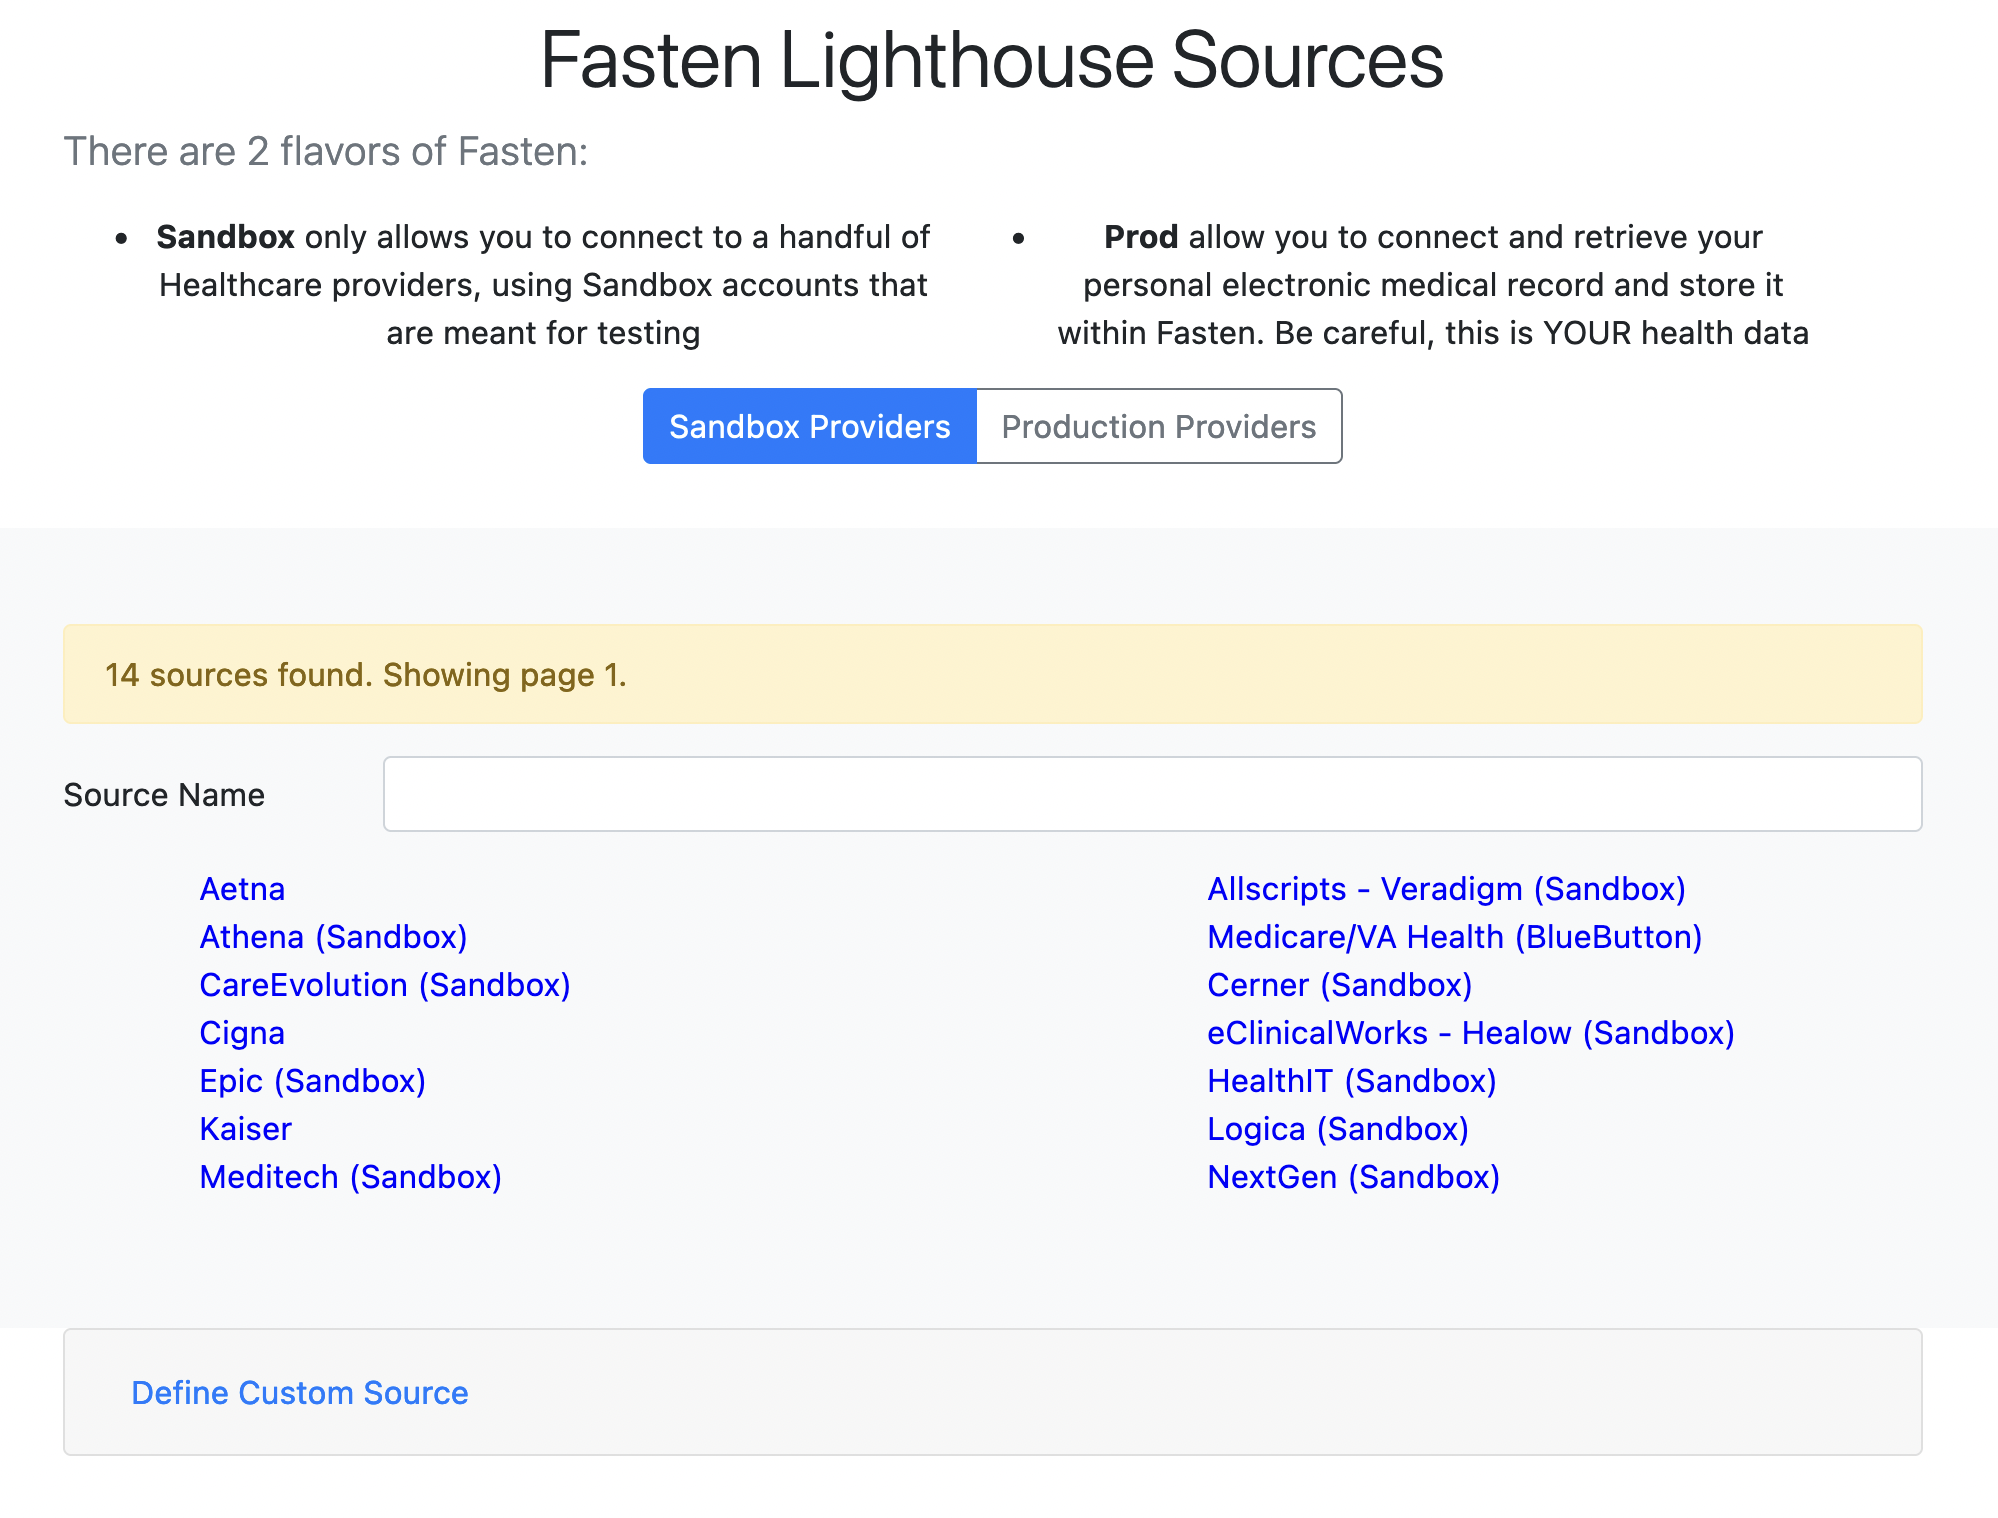 Fasten Lighthouse Sources
There are 2 flavors of Fasten:
• Sandbox only allows you to connect to a handful of
Healthcare providers, using Sandbox accounts that
are meant for testing
• Prod allow you to connect and retrieve your
personal electronic medical record and store it
within Fasten. Be careful, this is YOUR health data
Sandbox Providers
Production Providers
14 sources found. Showing page 1.
Source Name
Aetna
Allscripts - Veradigm (Sandbox)
Athena (Sandbox)
Medicare/VA Health (BlueButton)
CareEvolution (Sandbox)
Cerner (Sandbox)
Cigna
eClinicalWorks - Healow (Sandbox)
Epic (Sandbox)
HealthIT (Sandbox)
Kaiser
Logica (Sandbox)
Meditech (Sandbox)
NextGen (Sandbox)
Define Custom Source